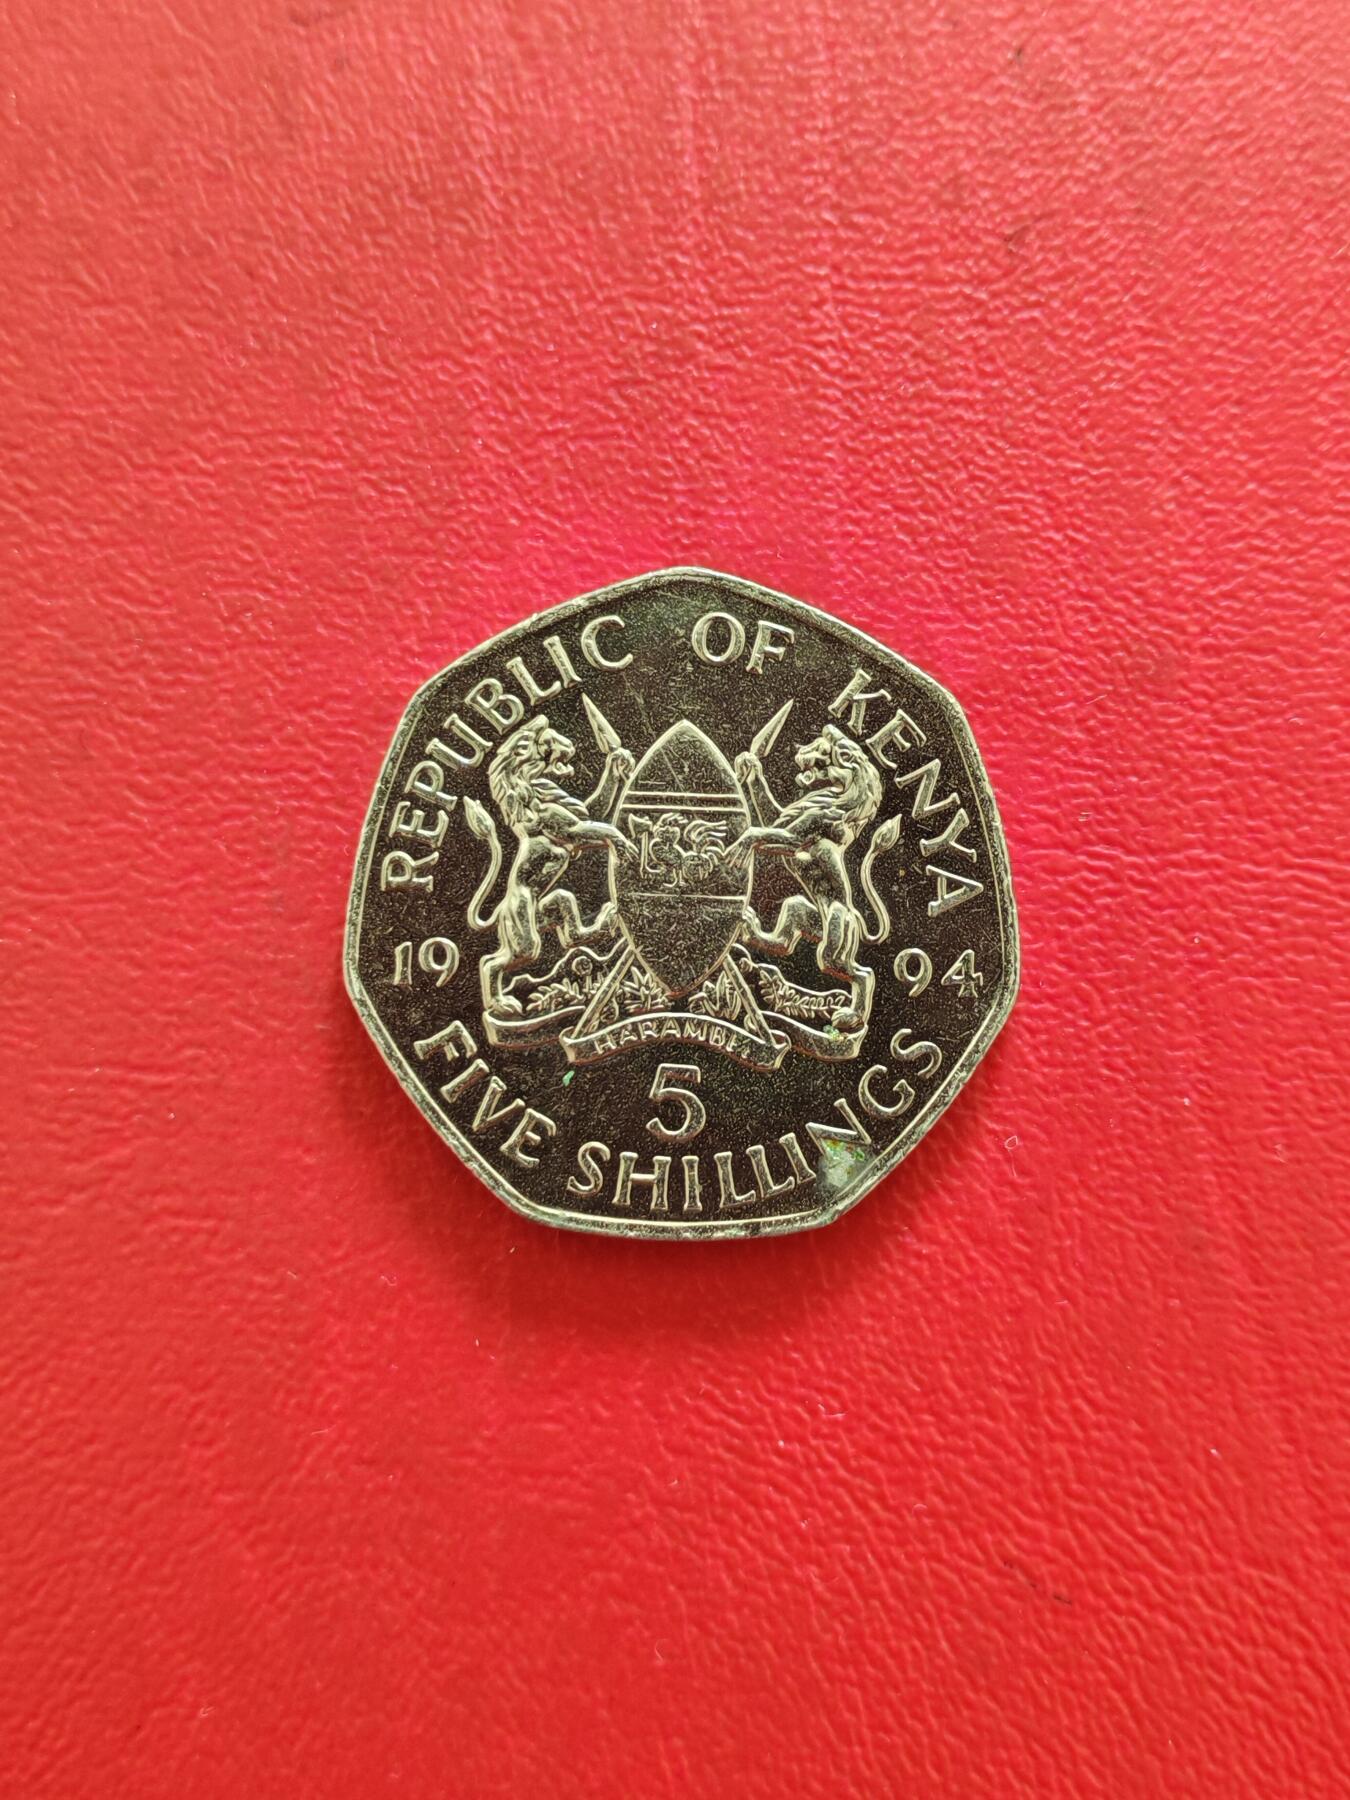 REPUBLIC OF KENYA
19 94
HARAMBEE
5
FIVE SHILLINGS